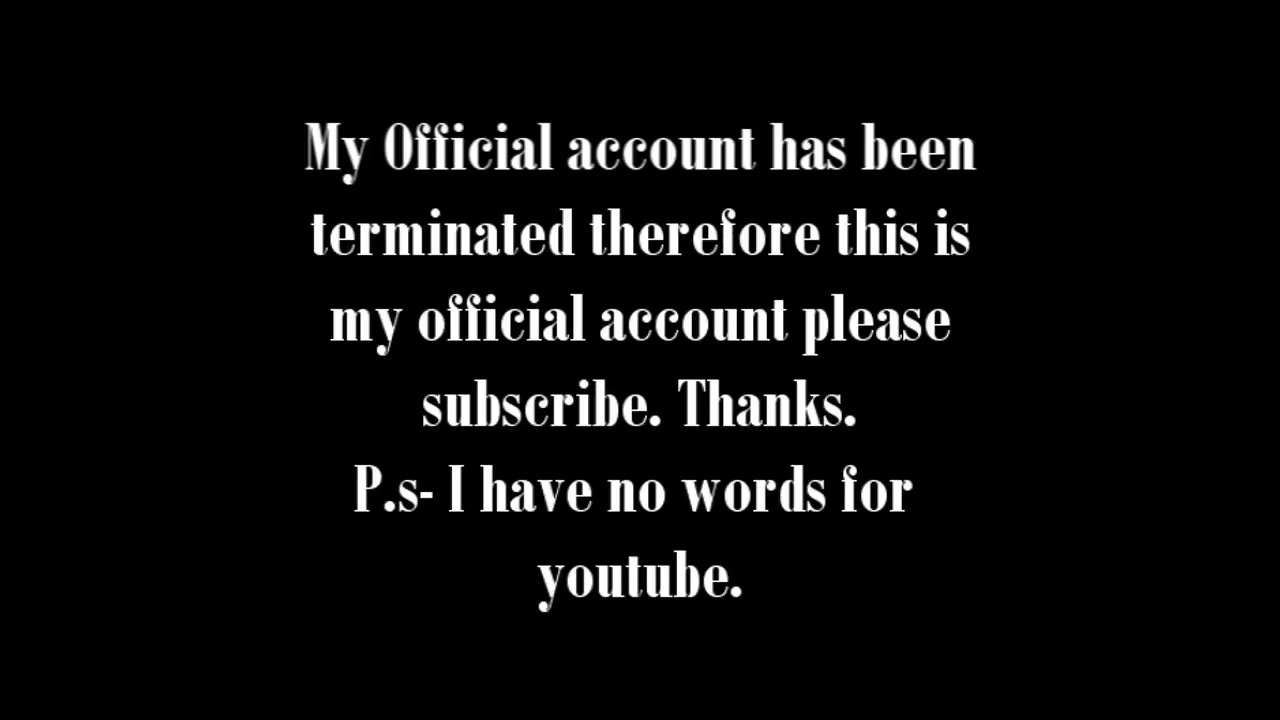 My Official account has been
terminated therefore this is
my official account please
subscribe. Thanks.
P.s- I have no words for
youtube.